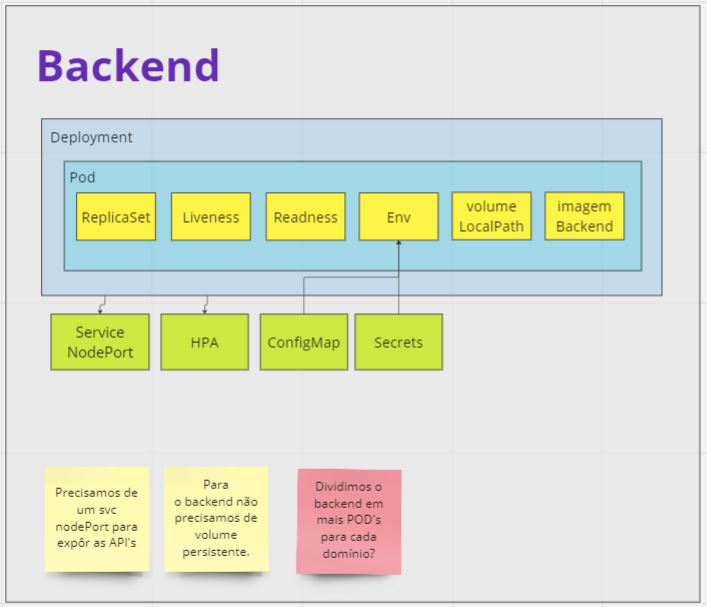 Backend
Deployment
Pod
ReplicaSet
Liveness
Readness
Env
volume
LocalPath
imagem
Backend
Service
NodePort
HPA
ConfigMap
Secrets
Precisamos de
um svc
nodePort para
expôr as API's
Para
o backend não
precisamos de
volume
persistente.
Dividimos o
backend em
mais POD's
para cada
domínio?